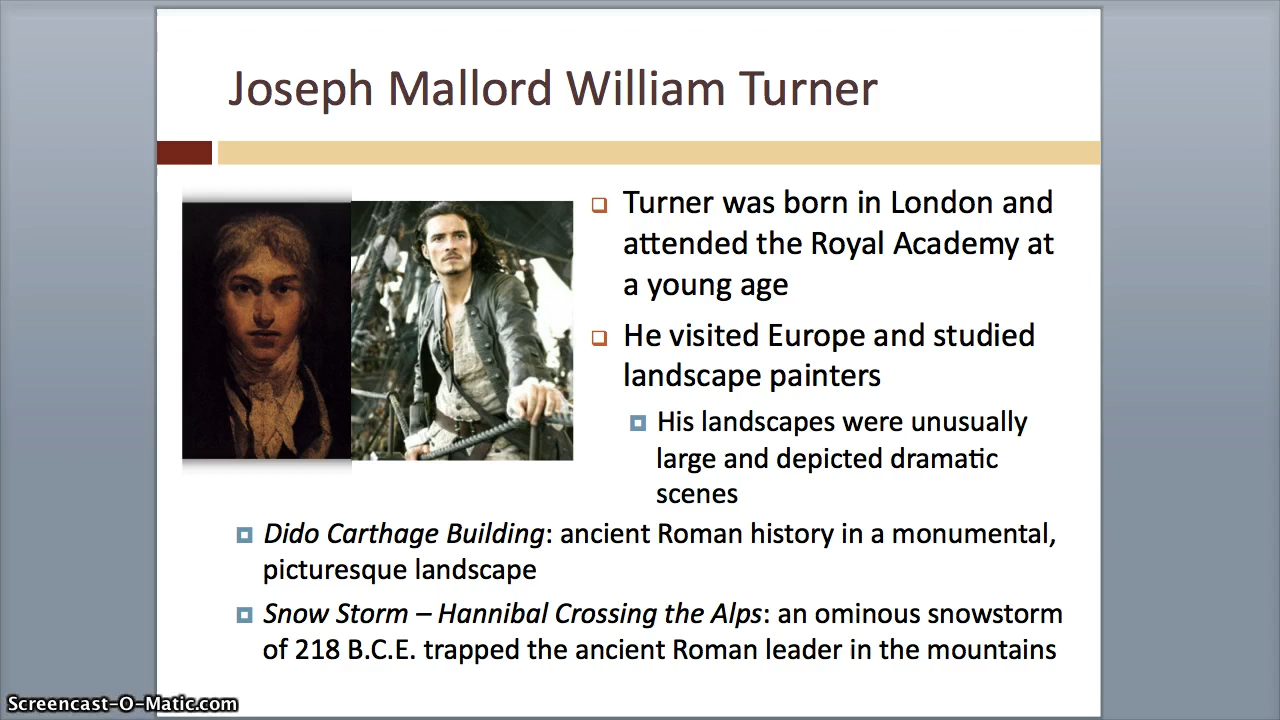 Joseph Mallord William Turner
Turner was born in London and
attended the Royal Academy at
a young age
He visited Europe and studied
landscape painters
His landscapes were unusually
large and depicted dramatic
scenes
Dido Carthage Building: ancient Roman history in a monumental,
picturesque landscape
Snow Storm – Hannibal Crossing the Alps: an ominous snowstorm
of 218 B.C.E. trapped the ancient Roman leader in the mountains
Screencast-O-Matic.com